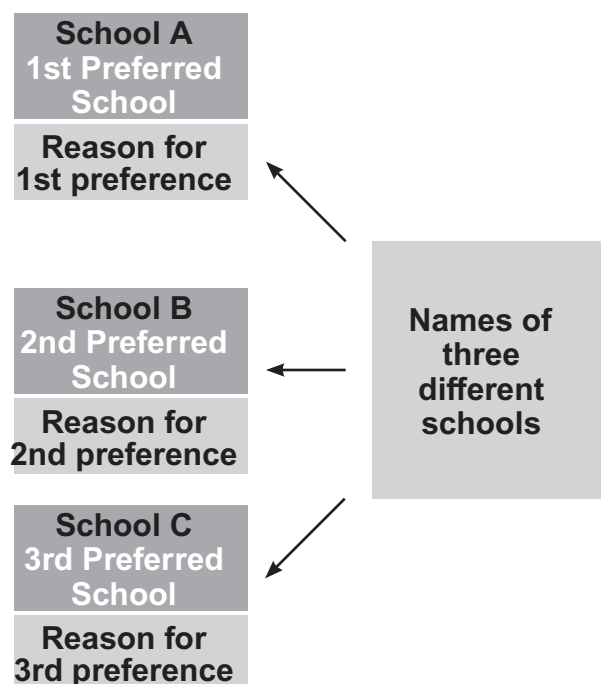 School A
1st Preferred
School
Reason for
1st preference
School B
2nd Preferred
School
Reason for
2nd preference
School C
3rd Preferred
School
Reason for
3rd preference
Names of
three
different
schools